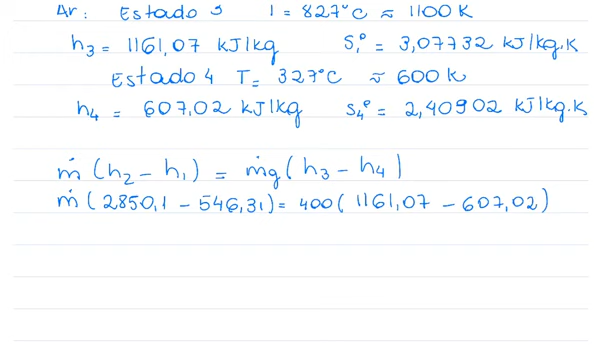 Ar: Estado 3 T = 827°C ≈ 1100 K
h₃ = 1161,07 kJ/kg S₁° = 3,07732 kJ/kg.K
Estado 4 T = 327°C ≈ 600 K
h₄ = 607,02 kJ/kg S₄° = 2,40902 kJ/kg.K
ṁ (h₂ - h₁) = ṁg (h₃ - h₄)
ṁ (2850,1 - 546,31) = 400 (1161,07 - 607,02)